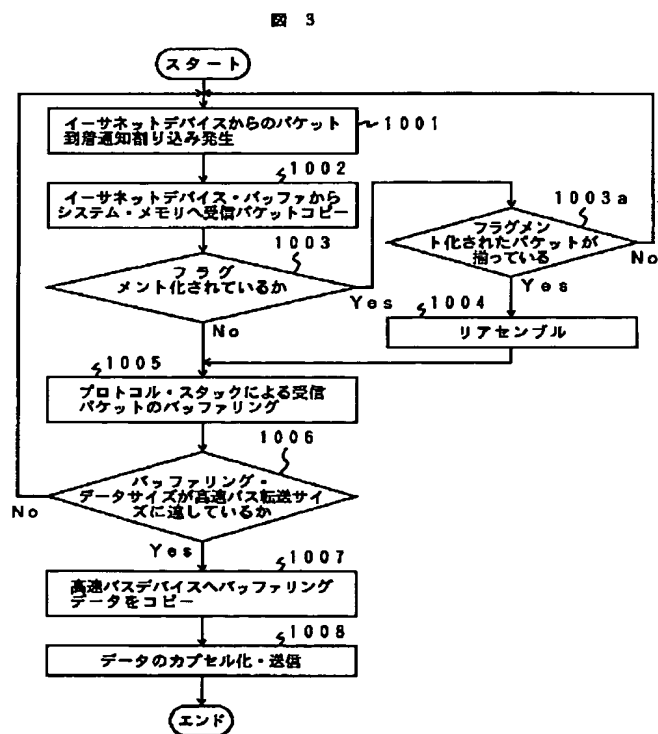 図 3
スタート
イーサネットデバイスからのパケット
到着通知割り込み発生
1001
1002
イーサネットデバイス・バッファから
システム・メモリへ受信パケットコピー
1003
フラグ
メント化されているか
Yes
No
1003a
フラグメン
ト化されたパケットが
揃っている
No
Yes
1004
リアセンブル
1005
プロトコル・スタックによる受信
パケットのバッファリング
1006
バッファリング・
データサイズが高速バス転送サイ
ズに達しているか
No
Yes
1007
高速バスデバイスへバッファリング
データをコピー
1008
データのカプセル化・送信
エンド